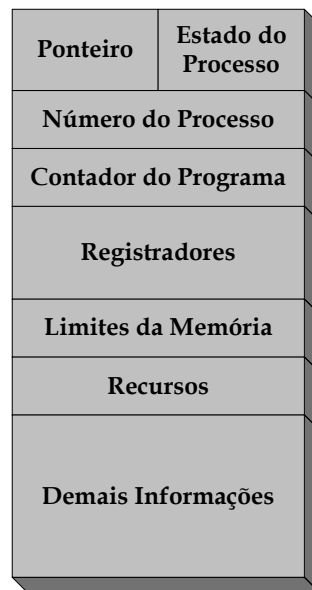 Ponteiro
Estado do
Processo
Número do Processo
Contador do Programa
Registradores
Limites da Memória
Recursos
Demais Informações